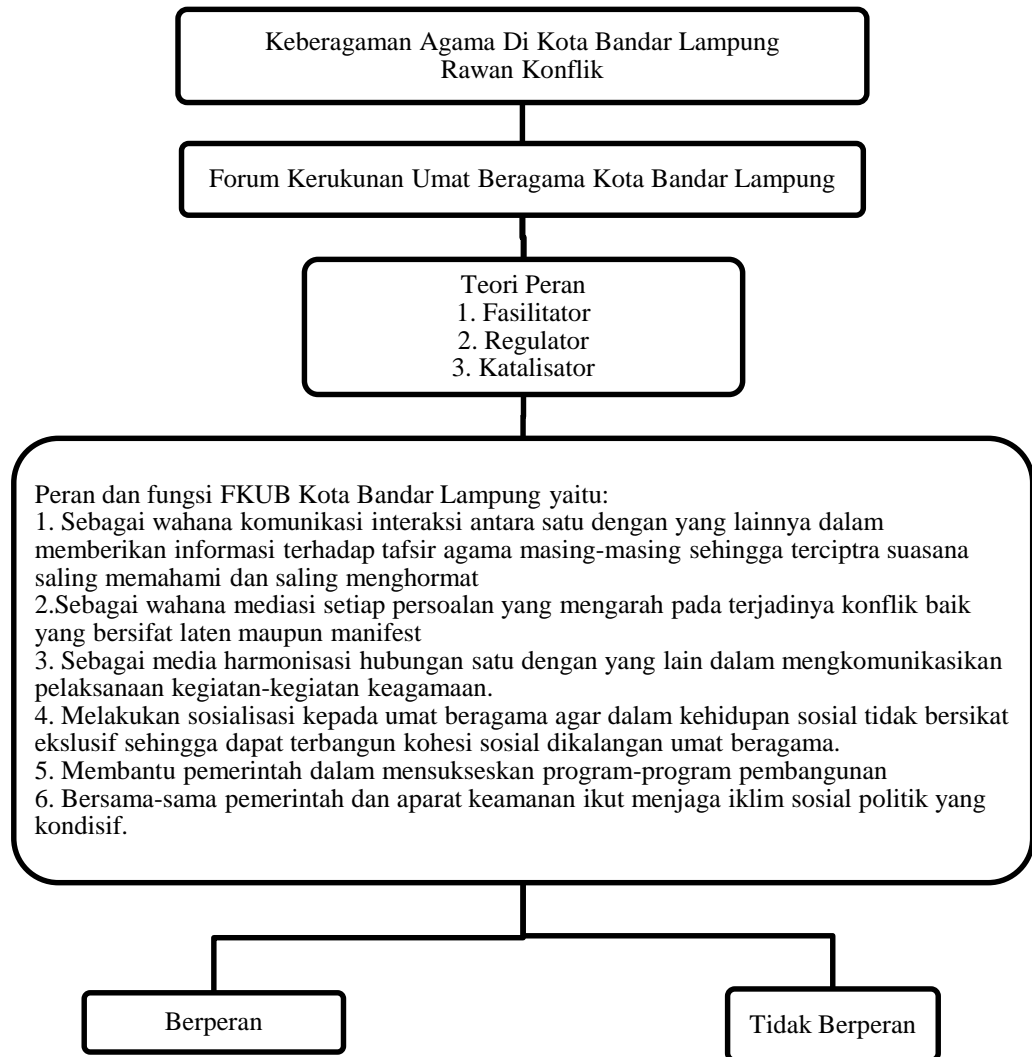 Keberagaman Agama Di Kota Bandar Lampung
Rawan Konflik
Forum Kerukunan Umat Beragama Kota Bandar Lampung
Teori Peran
1. Fasilitator
2. Regulator
3. Katalisator
Peran dan fungsi FKUB Kota Bandar Lampung yaitu:
1. Sebagai wahana komunikasi interaksi antara satu dengan yang lainnya dalam
memberikan informasi terhadap tafsir agama masing-masing sehingga terciptra suasana
saling memahami dan saling menghormat
2.Sebagai wahana mediasi setiap persoalan yang mengarah pada terjadinya konflik baik
yang bersifat laten maupun manifest
3. Sebagai media harmonisasi hubungan satu dengan yang lain dalam mengkomunikasikan
pelaksanaan kegiatan-kegiatan keagamaan.
4. Melakukan sosialisasi kepada umat beragama agar dalam kehidupan sosial tidak bersikat
ekslusif sehingga dapat terbangun kohesi sosial dikalangan umat beragama.
5. Membantu pemerintah dalam mensukseskan program-program pembangunan
6. Bersama-sama pemerintah dan aparat keamanan ikut menjaga iklim sosial politik yang
kondisif.
Berperan
Tidak Berperan